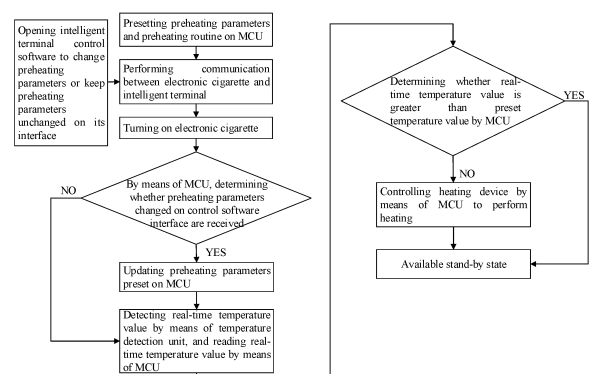 Presetting preheating parameters
and preheating routine on MCU
Opening intelligent
terminal control
software to change
preheating
parameters or keep
preheating
parameters
unchanged on its
interface
Performing communication
between electronic cigarette and
intelligent terminal
Turning on electronic cigarette
By means of MCU, determining
whether preheating parameters
changed on control software
interface are received
NO
YES
Updating preheating parameters
preset on MCU
Detecting real-time temperature
value by means of temperature
detection unit, and reading real-
time temperature value by means
of MCU
Determining whether real-
time temperature value is
greater than preset
temperature value by MCU
YES
NO
Controlling heating device by
means of MCU to perform
heating
Available stand-by state